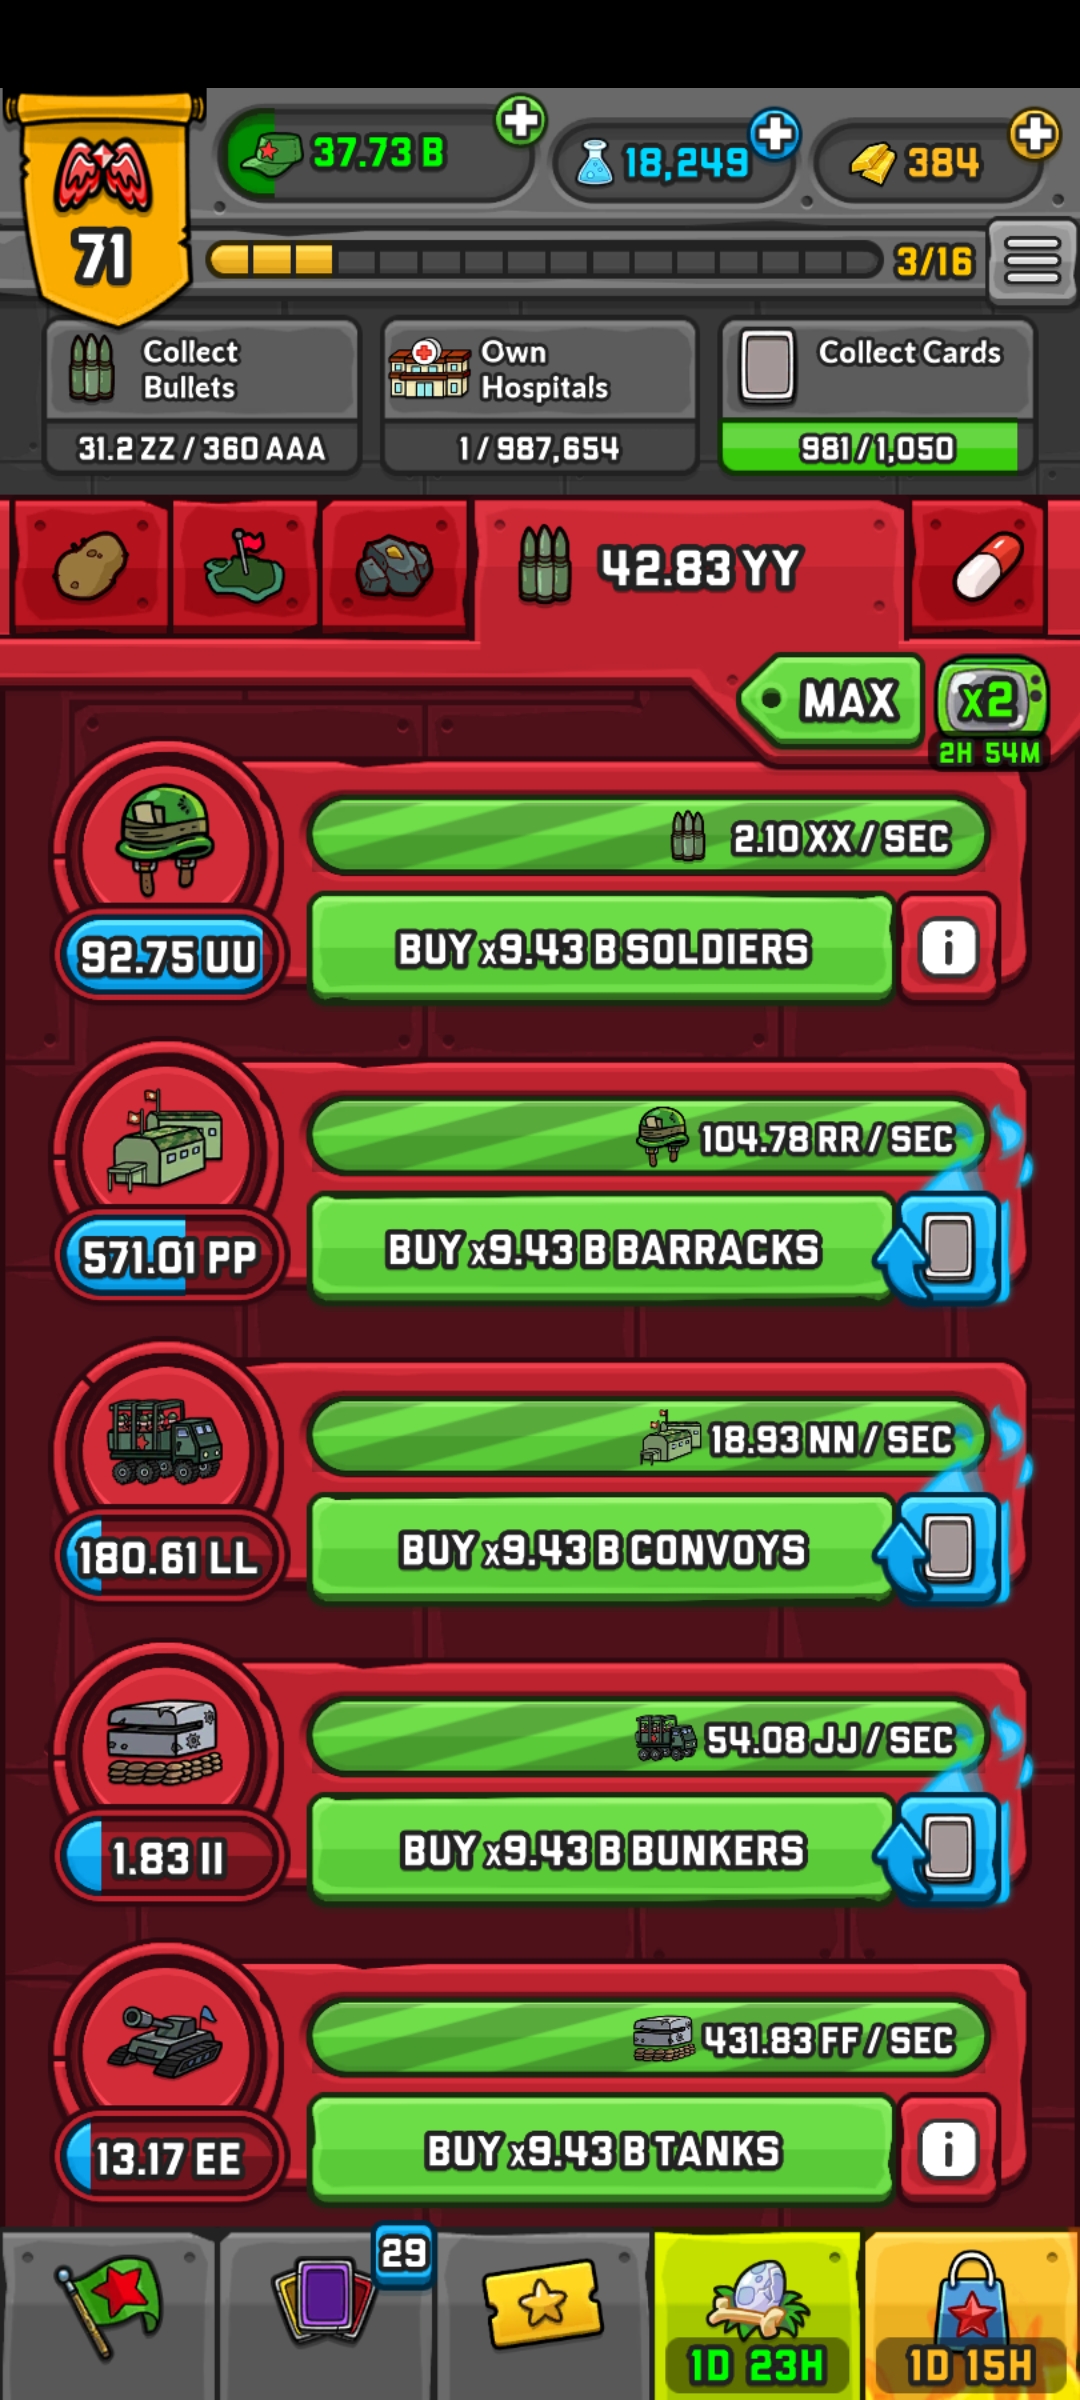 71
37.73 B
18,249
384
3/16
Collect
Bullets
31.2 ZZ / 360 AAA
Own
Hospitals
1 / 987,654
Collect Cards
981 / 1,050
42.83 YY
MAX
x2
2H 54M
2.10 XX / SEC
92.75 UU
BUY x9.43 B SOLDIERS
i
104.78 RR / SEC
571.01 PP
BUY x9.43 B BARRACKS
18.93 NN / SEC
180.61 LL
BUY x9.43 B CONVOYS
54.08 JJ / SEC
1.83 II
BUY x9.43 B BUNKERS
431.83 FF / SEC
13.17 EE
BUY x9.43 B TANKS
i
29
1D 23H
1D 15H